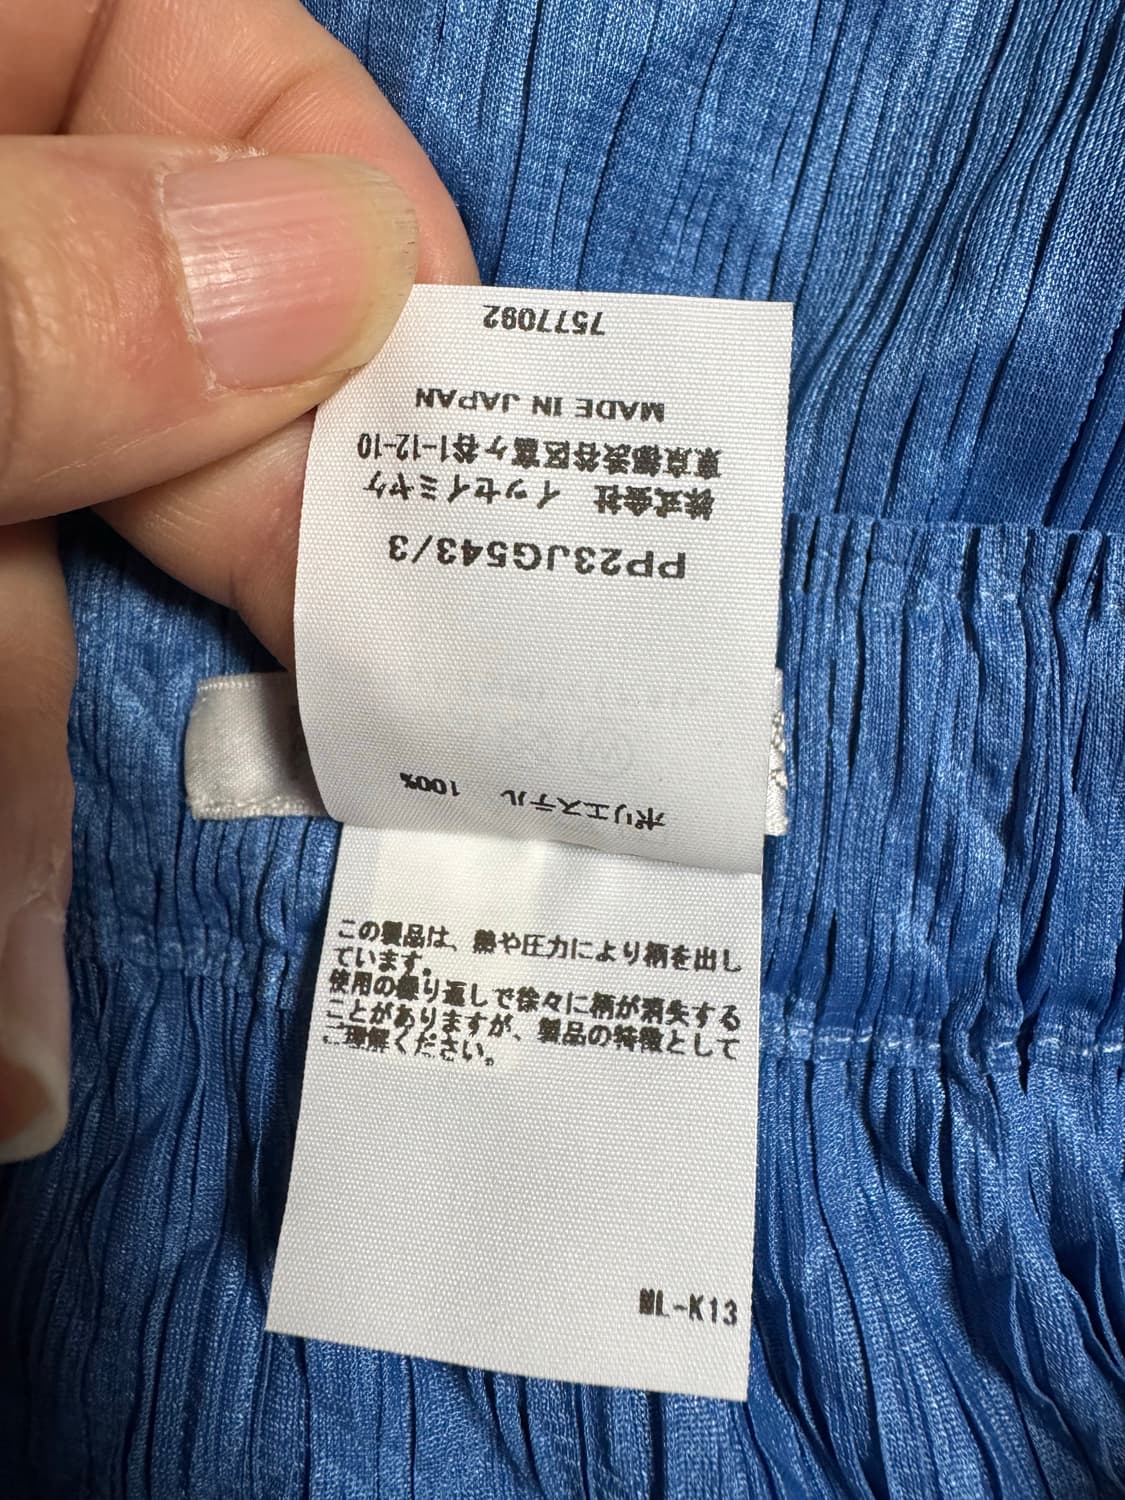 ポリエステル 100%
PP23JG543/3
株式会社 イッセイミヤケ
東京都渋谷区富ヶ谷1-12-10
MADE IN JAPAN
7577092
この製品は、熱や圧力により柄を出し
ています。
使用の繰り返しで徐々に柄が消失する
ことがありますが、製品の特徴として
ご理解ください。
ML-K13